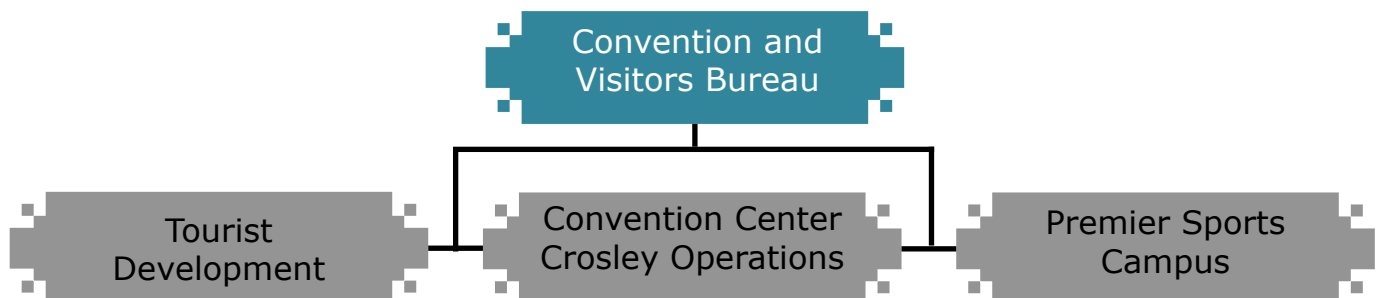 Convention and
Visitors Bureau
Tourist
Development
Convention Center
Crosley Operations
Premier Sports
Campus